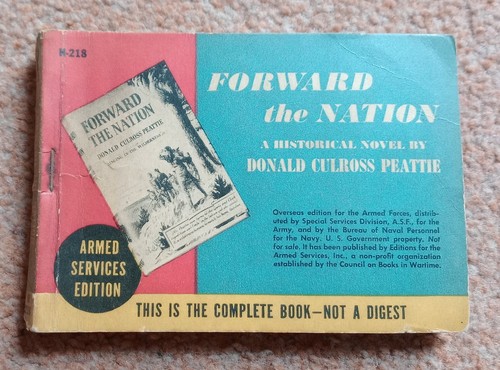 H-218
FORWARD
the NATION
A HISTORICAL NOVEL BY
DONALD CULROSS PEATTIE
FORWARD
THE NATION
DONALD CULROSS PEATTIE
Overseas edition for the Armed Forces, distrib-
uted by Special Services Division, A.S.F., for the
Army, and by the Bureau of Naval Personnel
for the Navy. U. S. Government property. Not
for sale. It has been published by Editions for the
Armed Services, Inc., a non-profit organization
established by the Council on Books in Wartime.
ARMED
SERVICES
EDITION
THIS IS THE COMPLETE BOOK—NOT A DIGEST